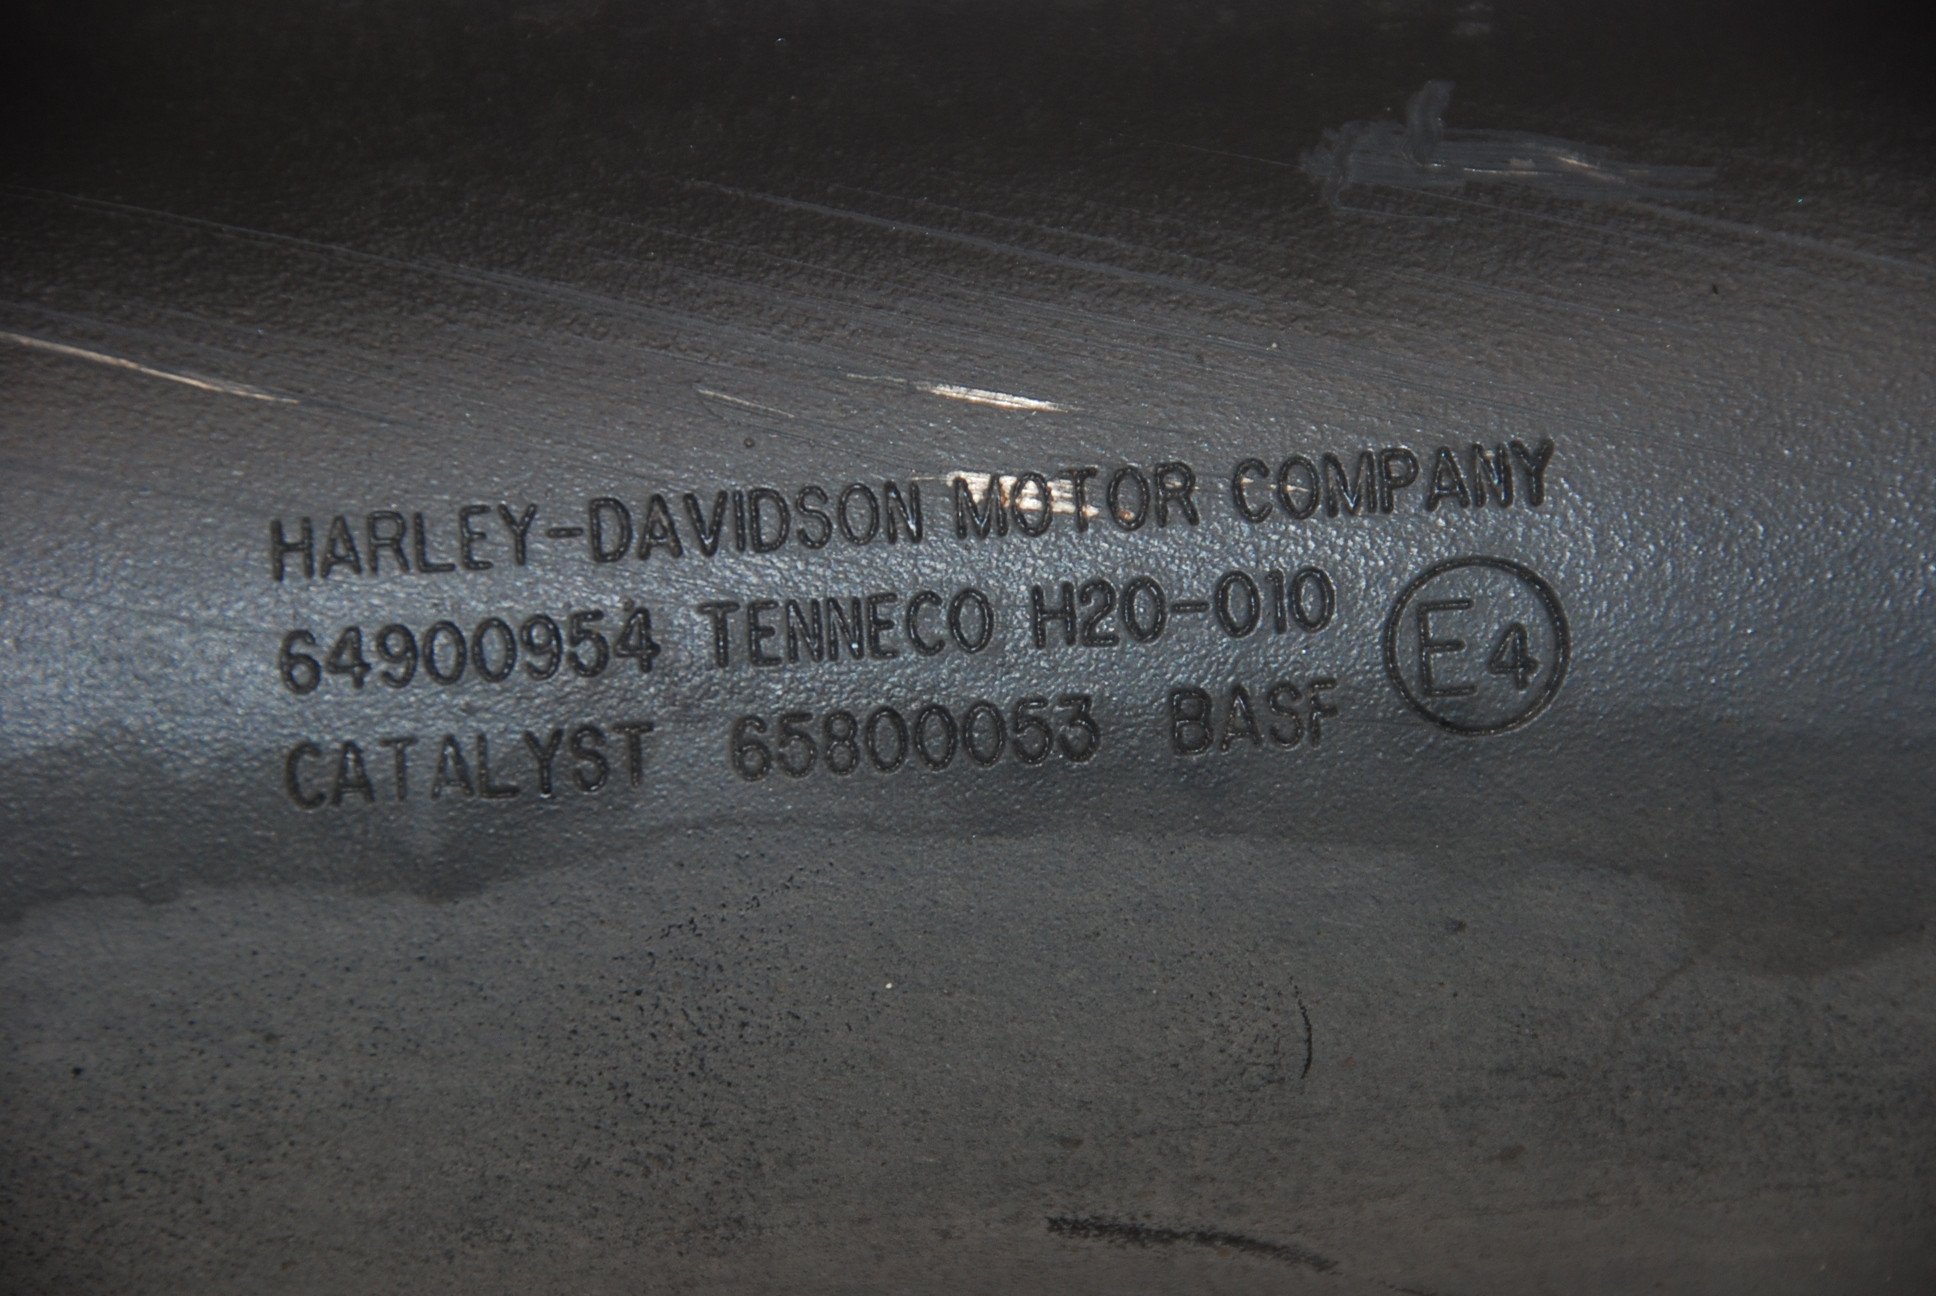 HARLEY-DAVIDSON MOTOR COMPANY
64900954 TENNECO H20-010
CATALYST 65800053 BASF
E4